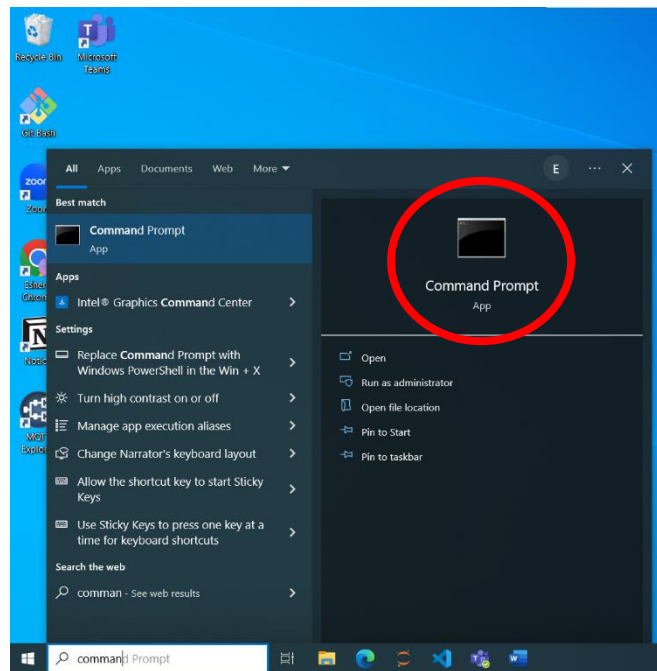 Recycle Bin
Microsoft
Teams
Git Bash
zoom
Zoom
All Apps Documents Web More
E ... ×
Best match
Command Prompt
App
Apps
Intel® Graphics Command Center
Settings
Replace Command Prompt with
Windows PowerShell in the Win + X
Turn high contrast on or off
Manage app execution aliases
Change Narrator's keyboard layout
Allow the shortcut key to start Sticky
Keys
Use Sticky Keys to press one key at a
time for keyboard shortcuts
Search the web
comman - See web results
Command Prompt
App
Open
Run as administrator
Open file location
Pin to Start
Pin to taskbar
command Prompt